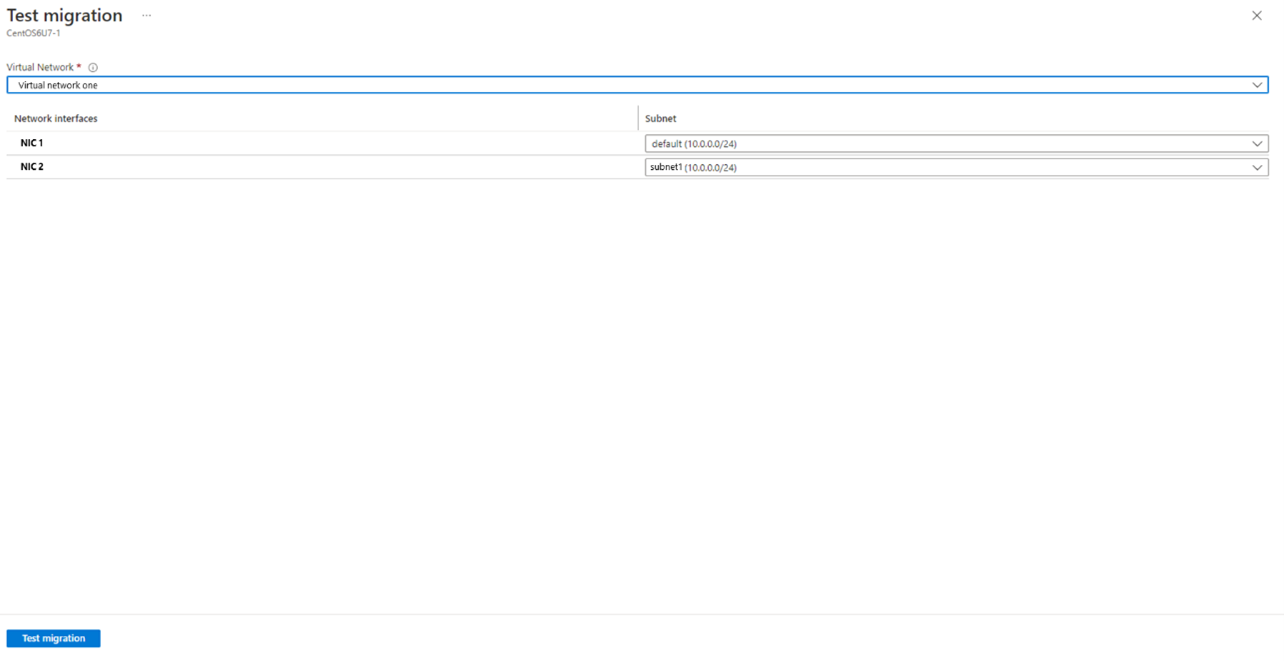 Test migration ...
CentOS6U7-1
Virtual Network *
Virtual network one
Network interfaces Subnet
NIC 1 default (10.0.0.0/24)
NIC 2 subnet1 (10.0.0.0/24)
Test migration